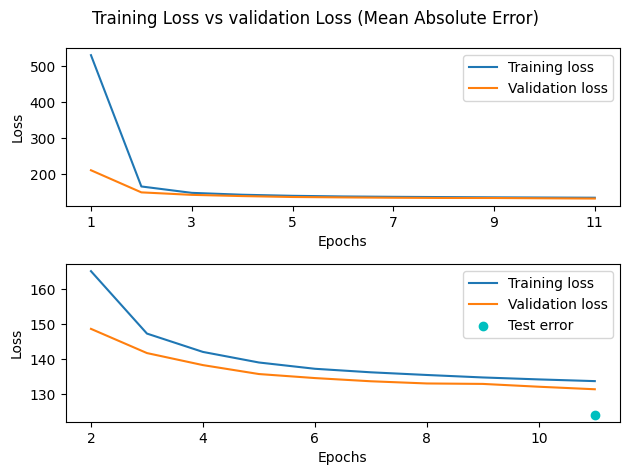 Training Loss vs validation Loss (Mean Absolute Error)
500
400
300
200
Loss
Training loss
Validation loss
1 3 5 7 9 11
Epochs
160
150
140
130
Loss
Training loss
Validation loss
Test error
2 4 6 8 10
Epochs